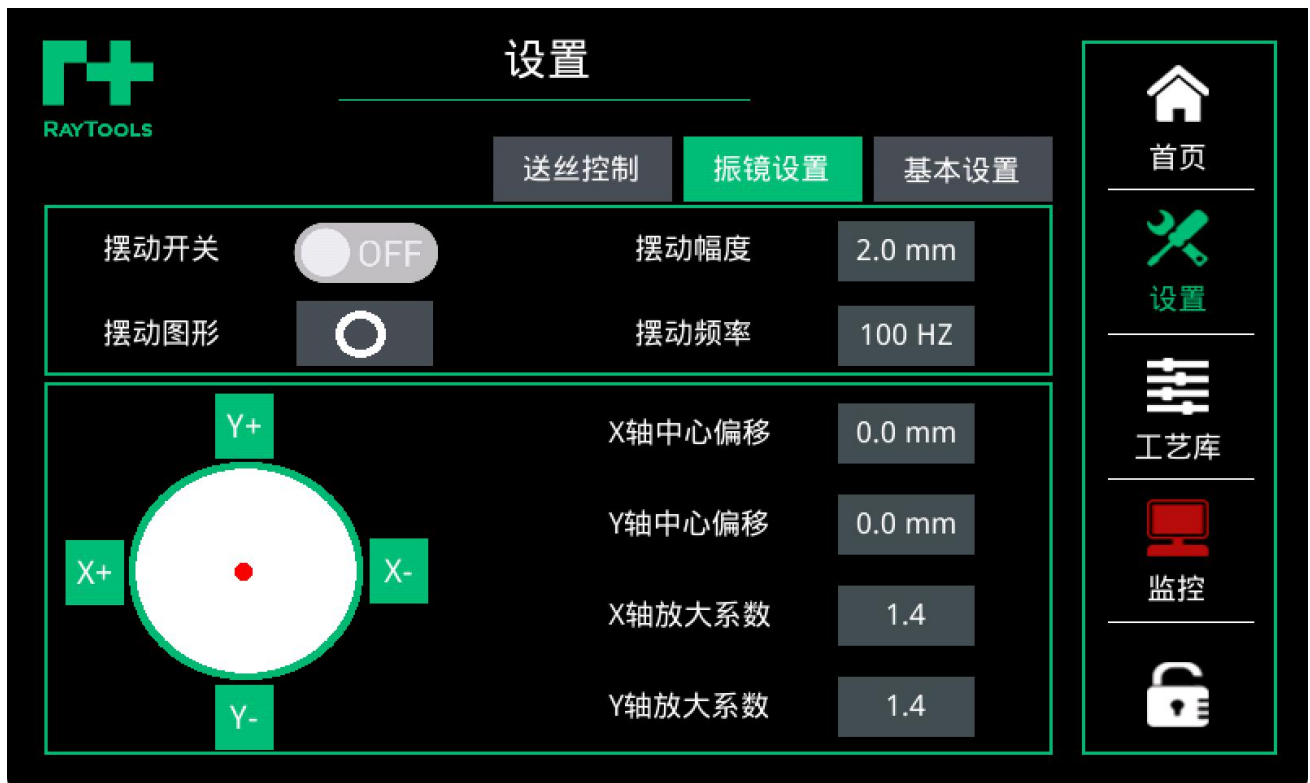 设置
RAYTOOLS
送丝控制 振镜设置 基本设置
摆动开关 OFF 摆动幅度 2.0 mm
摆动图形 摆动频率 100 HZ
Y+
X+ X-
Y-
X轴中心偏移 0.0 mm
Y轴中心偏移 0.0 mm
X轴放大系数 1.4
Y轴放大系数 1.4
首页
设置
工艺库
监控